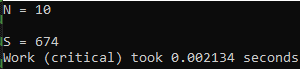 N = 10
S = 674
Work (critical) took 0.002134 seconds